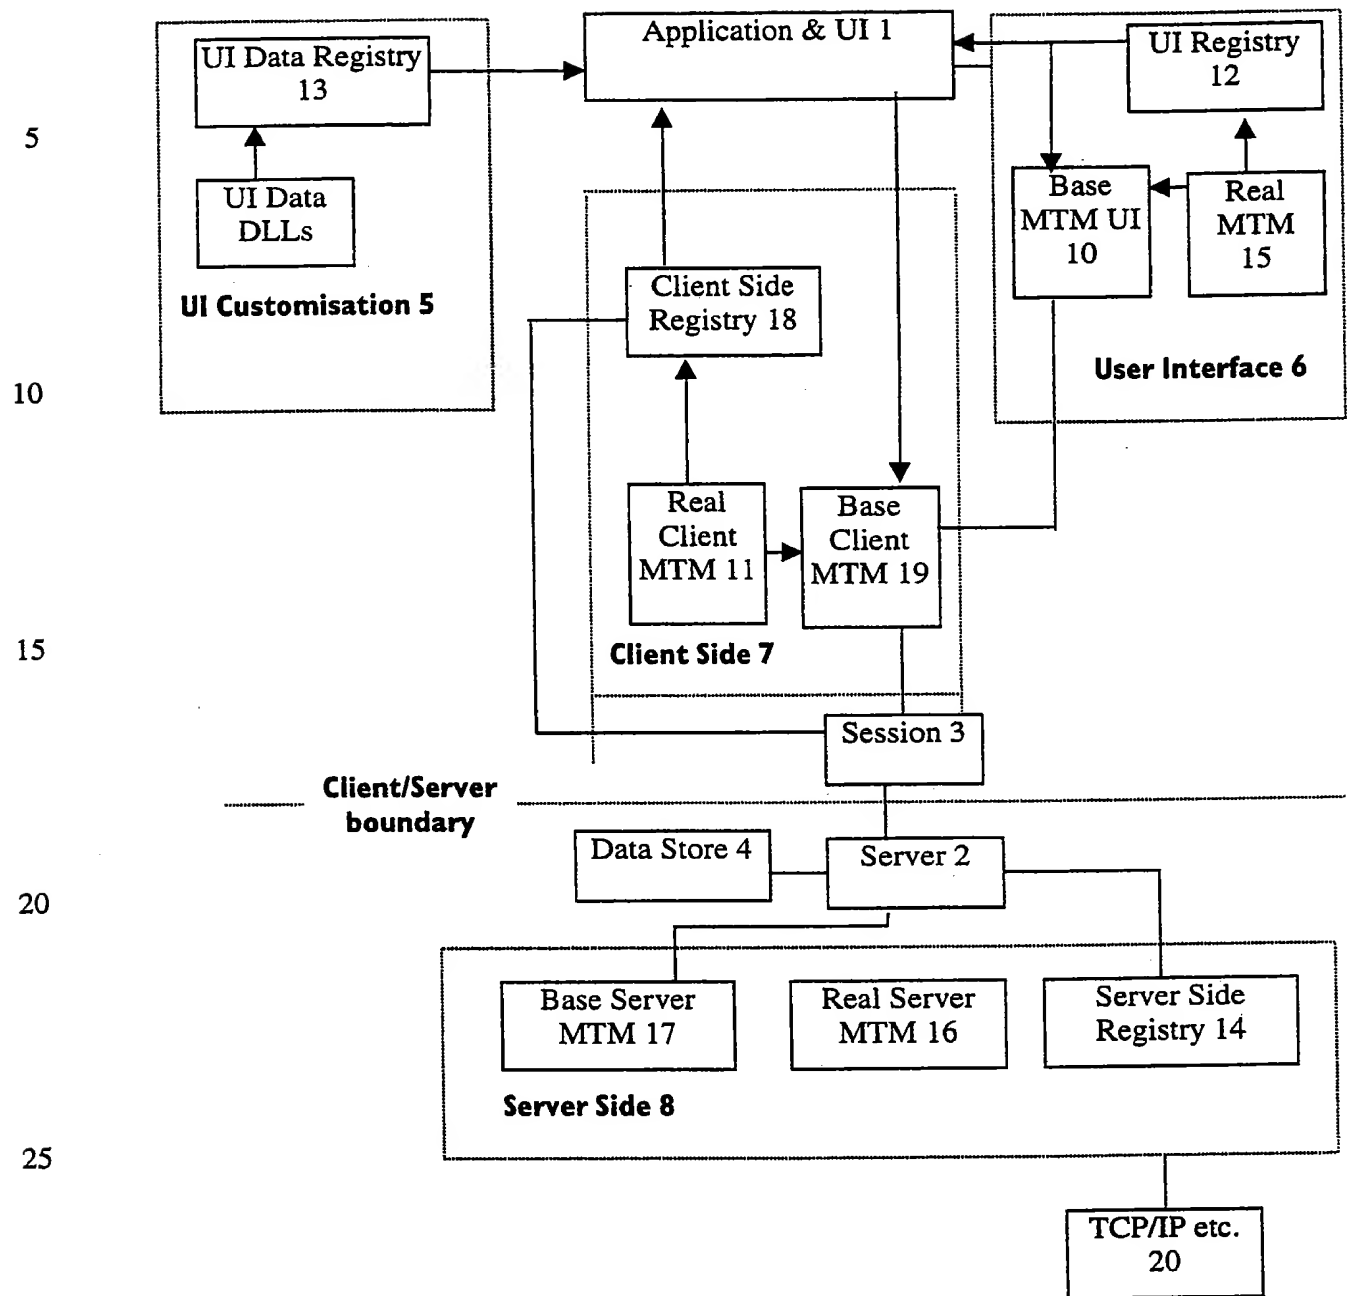 Application & UI 1
UI Data Registry
13
UI Registry
12
5
UI Data
DLLs
Base
MTM UI
10
Real
MTM
15
UI Customisation 5
Client Side
Registry 18
User Interface 6
10
Real
Client
MTM 11
Base
Client
MTM 19
15
Client Side 7
Session 3
Client/Server
boundary
Data Store 4
Server 2
20
Base Server
MTM 17
Real Server
MTM 16
Server Side
Registry 14
Server Side 8
25
TCP/IP etc.
20